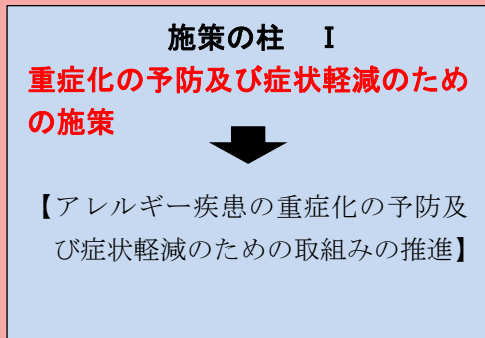 施策の柱　Ⅰ
重症化の予防及び症状軽減のため
の施策
【アレルギー疾患の重症化の予防及
び症状軽減のための取組みの推進】